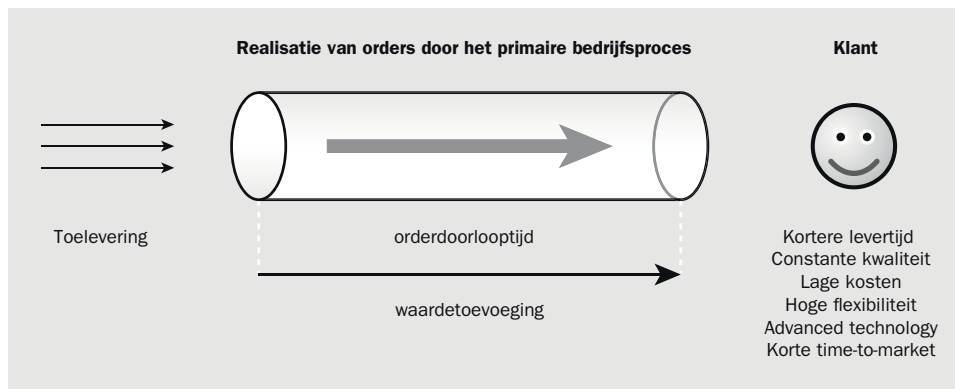 Realisatie van orders door het primaire bedrijfsproces
Klant
Toelevering
orderdoorlooptijd
waardetoevoeging
Kortere levertijd
Constante kwaliteit
Lage kosten
Hoge flexibiliteit
Advanced technology
Korte time-to-market